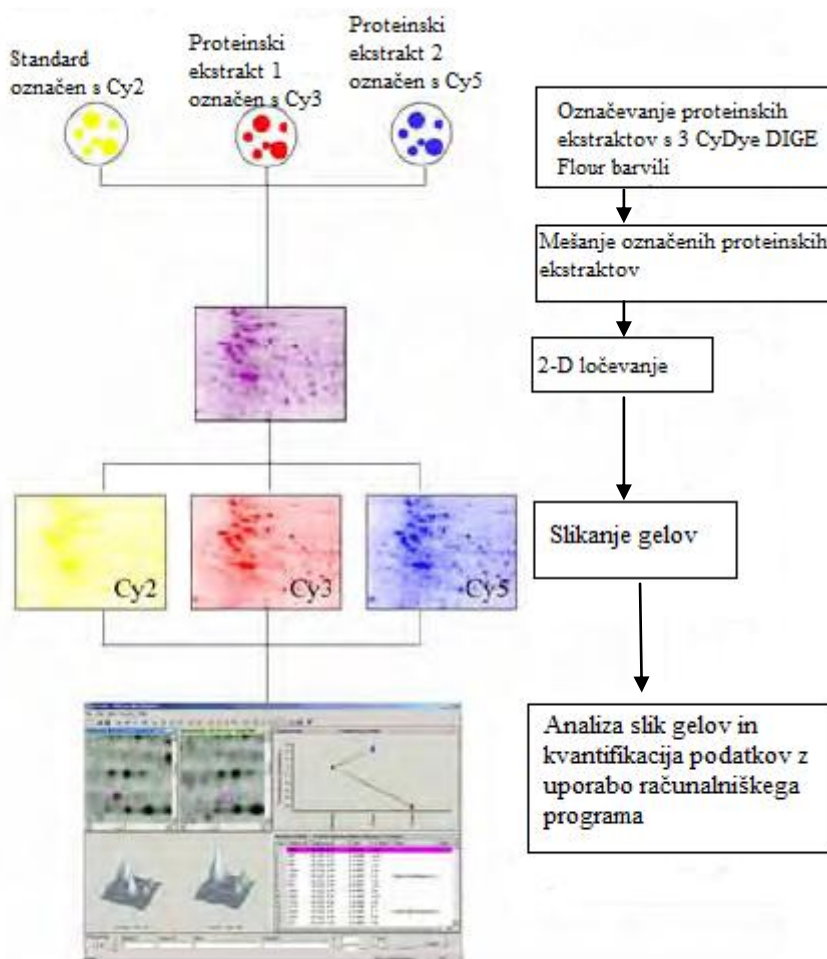 Standard
označen s Cy2
Proteinski
ekstrakt 1
označen s Cy3
Proteinski
ekstrakt 2
označen s Cy5
Označevanje proteinskih
ekstraktov s 3 CyDye DIGE
Flour barvili
Mešanje označenih proteinskih
ekstraktov
2-D ločevanje
Cy2
Cy3
Cy5
Slikanje gelov
Analiza slik gelov in
kvantifikacija podatkov z
uporabo računalniškega
programa